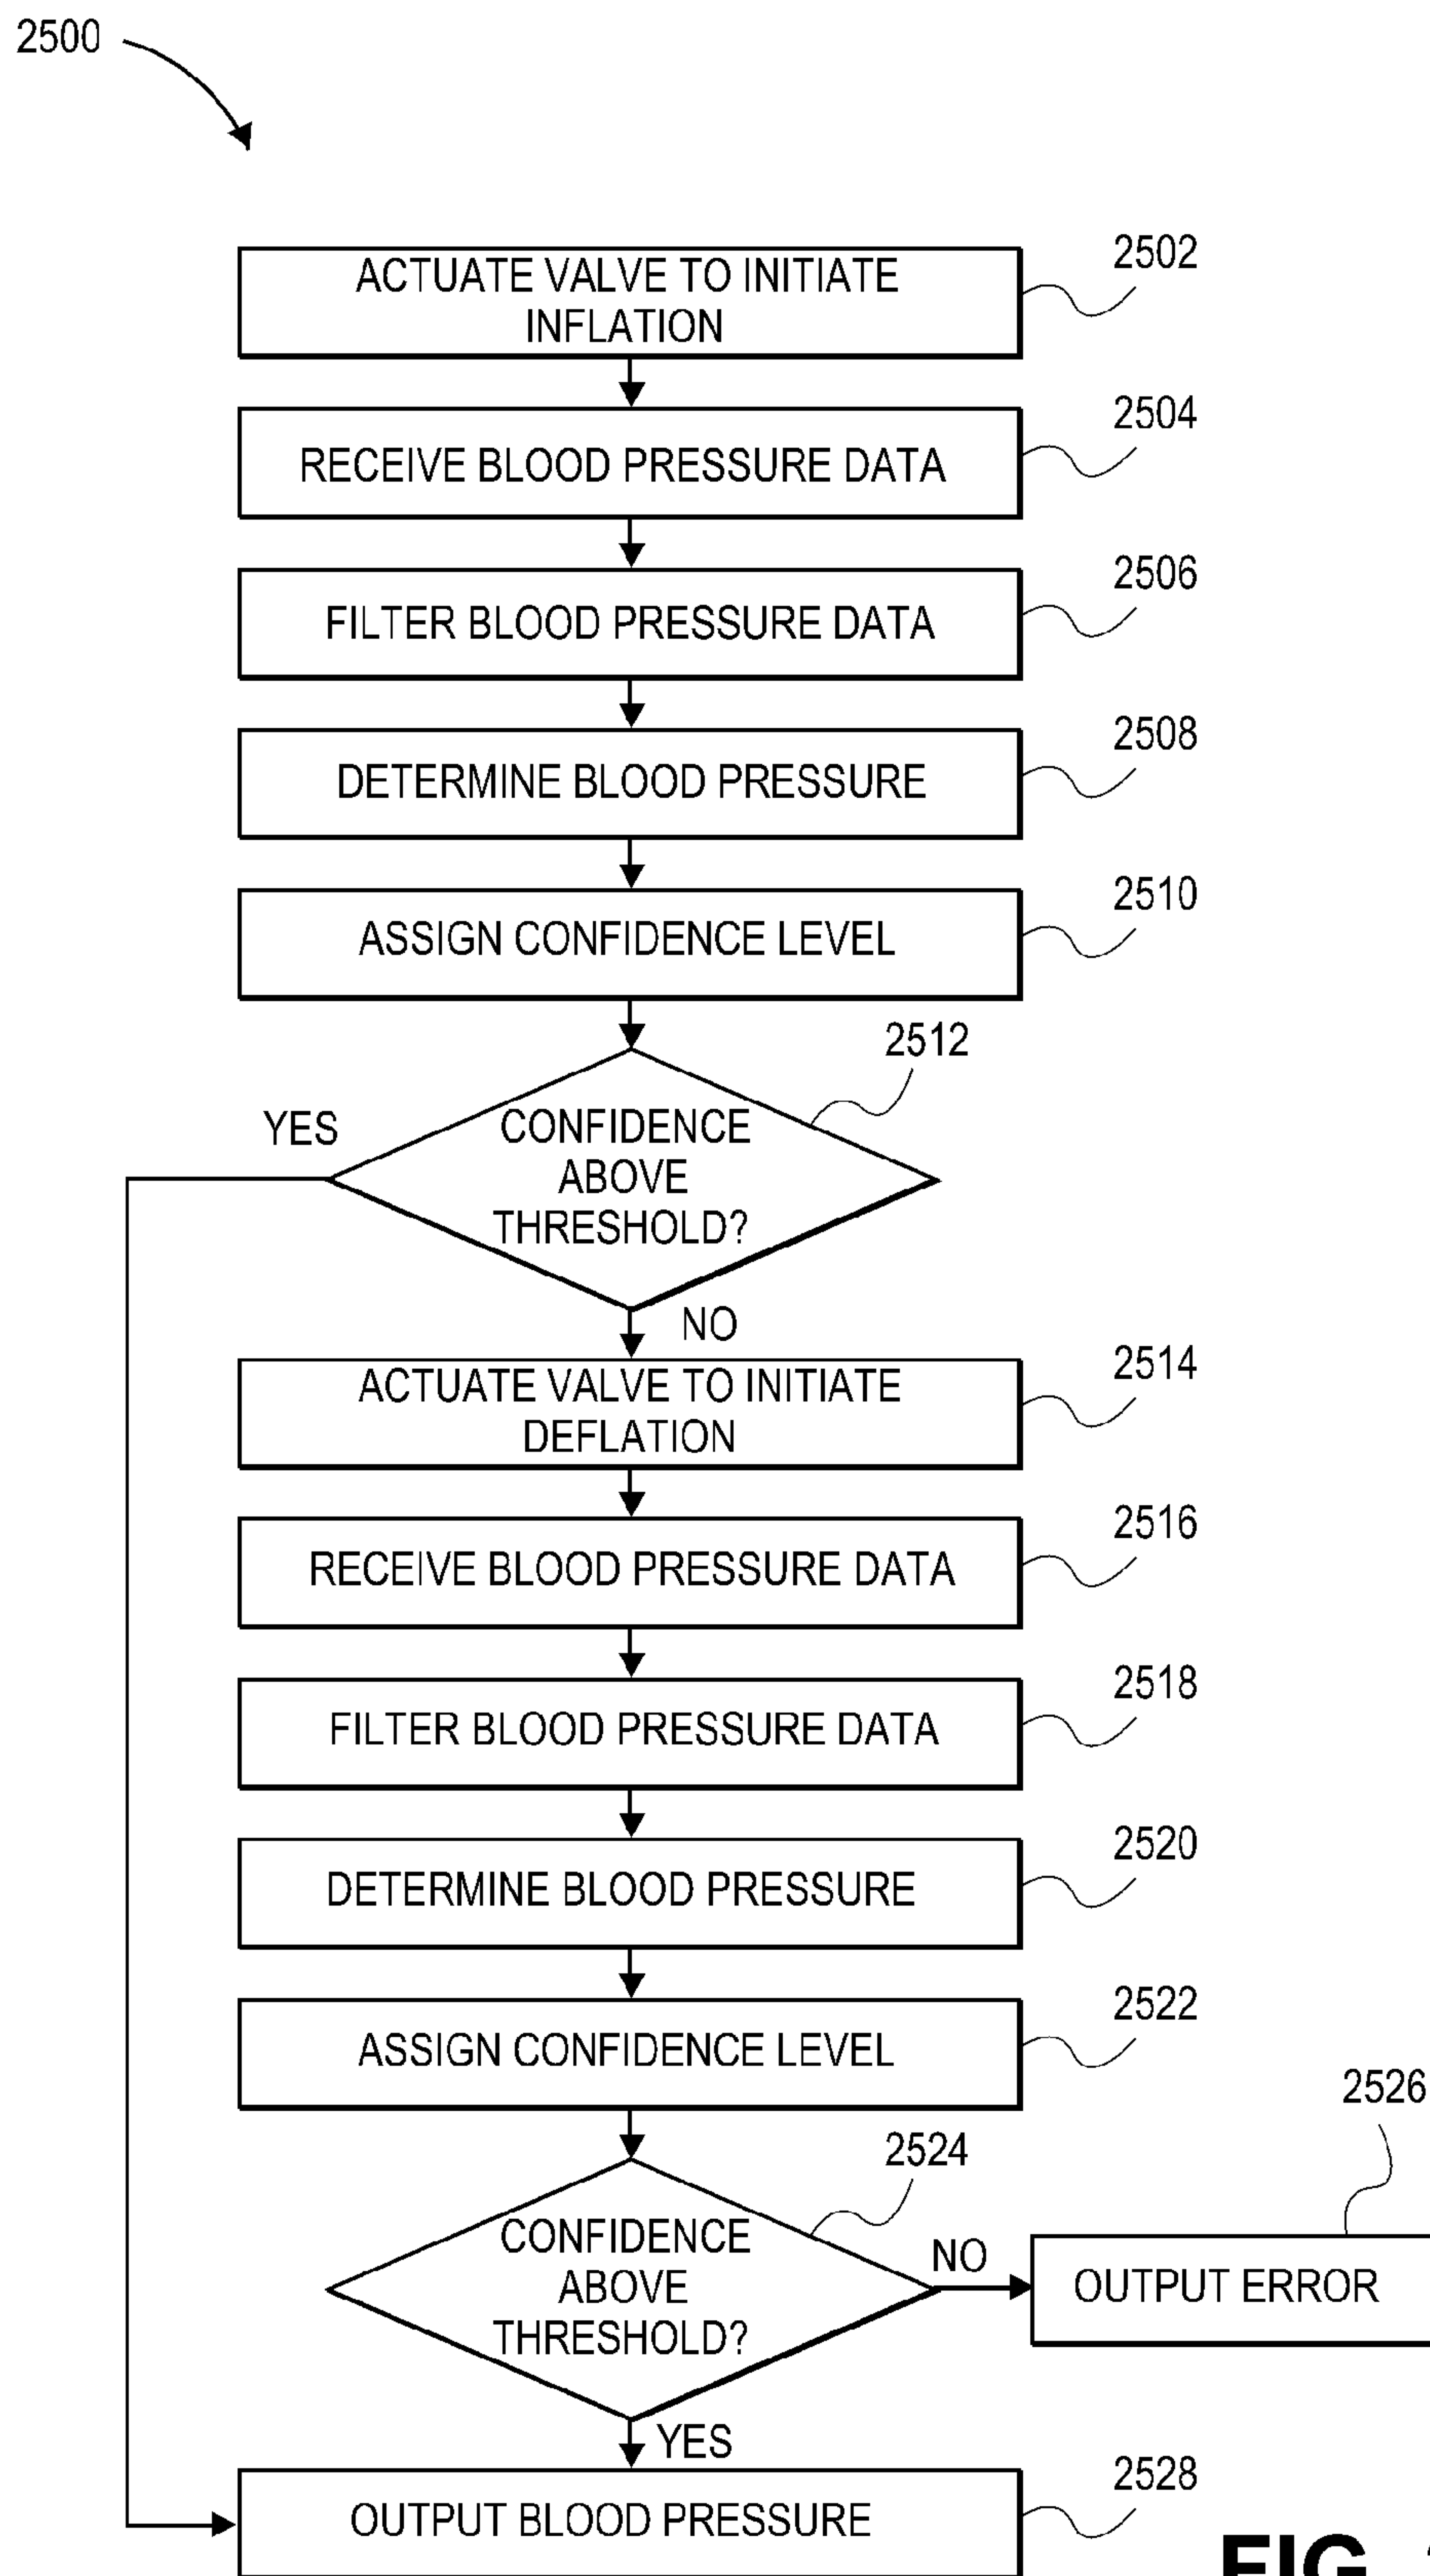 2500
ACTUATE VALVE TO INITIATE
INFLATION
2502
RECEIVE BLOOD PRESSURE DATA
2504
FILTER BLOOD PRESSURE DATA
2506
DETERMINE BLOOD PRESSURE
2508
ASSIGN CONFIDENCE LEVEL
2510
2512
YES
CONFIDENCE
ABOVE
THRESHOLD?
NO
ACTUATE VALVE TO INITIATE
DEFLATION
2514
RECEIVE BLOOD PRESSURE DATA
2516
FILTER BLOOD PRESSURE DATA
2518
DETERMINE BLOOD PRESSURE
2520
ASSIGN CONFIDENCE LEVEL
2522
2524
CONFIDENCE
ABOVE
THRESHOLD?
NO
2526
OUTPUT ERROR
YES
OUTPUT BLOOD PRESSURE
2528
FIG.